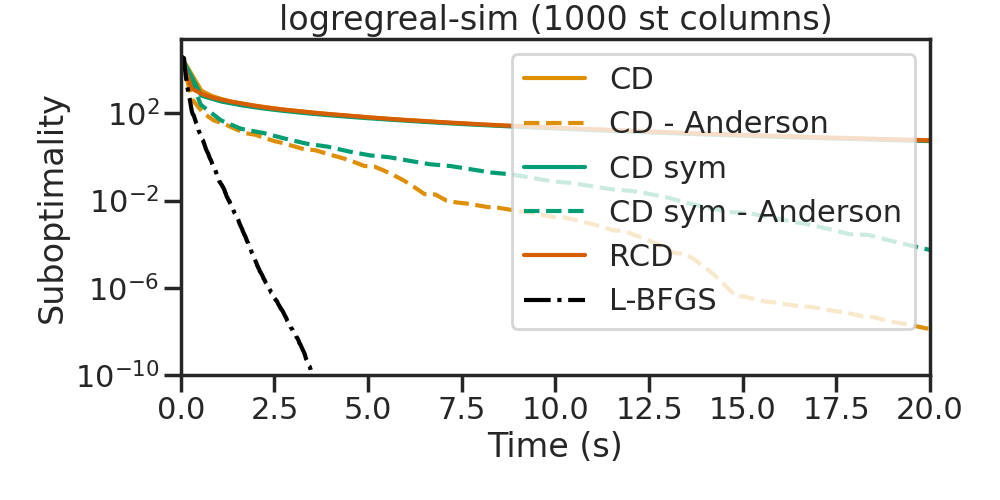 logregreal-sim (1000 st columns)
Suboptimality
10²
10⁻²
10⁻⁶
10⁻¹⁰
CD
CD - Anderson
CD sym
CD sym - Anderson
RCD
L-BFGS
0.0 2.5 5.0 7.5 10.0 12.5 15.0 17.5 20.0
Time (s)